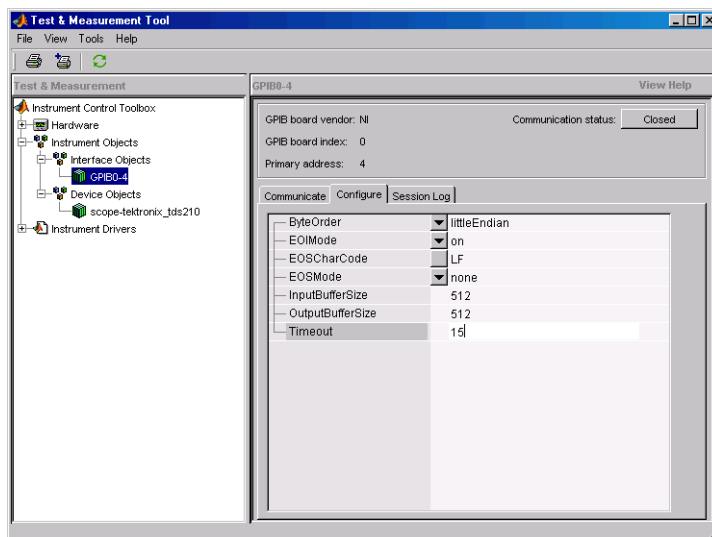 Test & Measurement Tool
File View Tools Help
Test & Measurement
GPIB0-4 View Help
Instrument Control Toolbox
Hardware
Instrument Objects
Interface Objects
GPIB0-4
Device Objects
scope-tektronix_tds210
Instrument Drivers
GPIB board vendor: NI Communication status: Closed
GPIB board index: 0
Primary address: 4
Communicate Configure Session Log
ByteOrder littleEndian
EOIMode on
EOSCharCode LF
EOSMode none
InputBufferSize 512
OutputBufferSize 512
Timeout 15